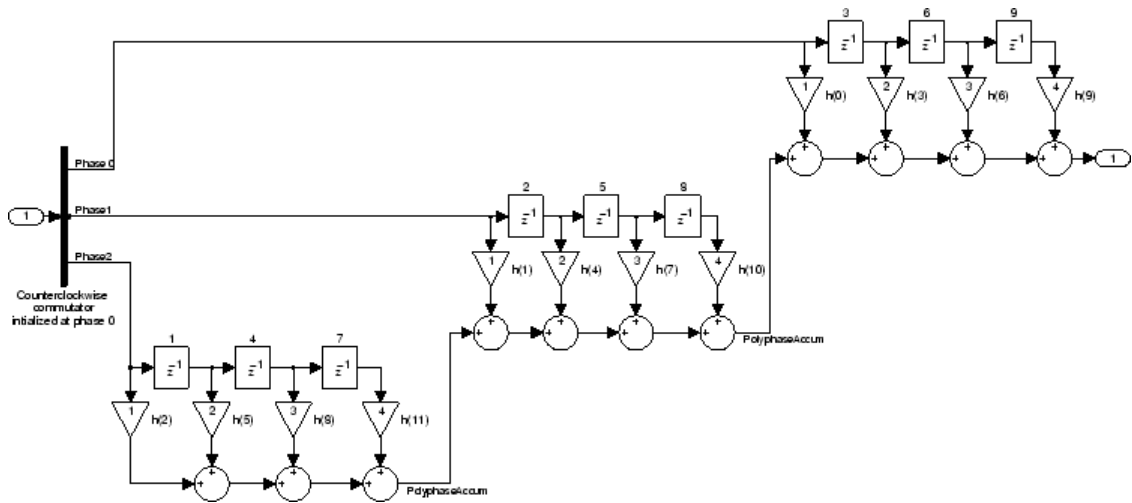 3 6 9
z-1 z-1 z-1
1 h(0) 2 h(3) 3 h(6) 4 h(9)
+ + + +
+ + + + 1
Phase 0
1
Phase1
Phase2
Counterclockwise
commutator
intialized at phase 0
2 5 8
z-1 z-1 z-1
1 h(1) 2 h(4) 3 h(7) 4 h(10)
+ + + +
+ + + + PolyphaseAccum
1 4 7
z-1 z-1 z-1
1 h(2) 2 h(5) 3 h(8) 4 h(11)
+ + +
+ + + PolyphaseAccum